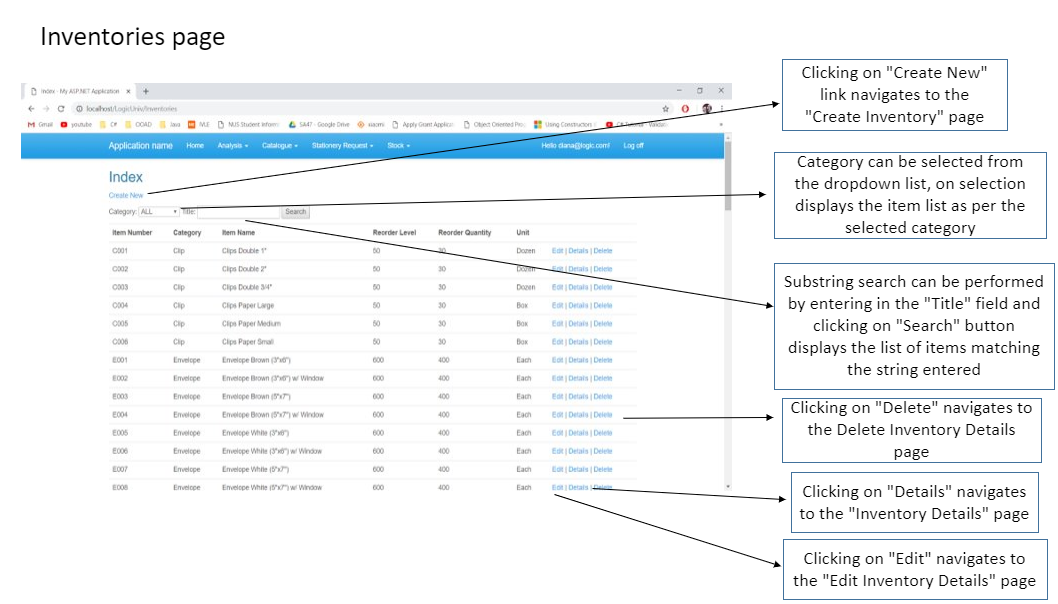 Inventories page
Index - My ASP.NET Application
localhost/LogicUniv/Inventories
Gmail youtube C# OOAD Java IVLE NUS Student Inform SA47 - Google Drive xiaomi Apply Grant Application Object Oriented Pro Using Constructors C# Tutorial
Application name Home Analysis Catalogue Stationery Request Stock Hello diana@logic.com! Log off
Index
Create New
Category: ALL Title: Search
Item Number Category Item Name Reorder Level Reorder Quantity Unit
C001 Clip Clips Double 1" 50 30 Dozen Edit | Details | Delete
C002 Clip Clips Double 2" 50 30 Dozen Edit | Details | Delete
C003 Clip Clips Double 3/4" 50 30 Dozen Edit | Details | Delete
C004 Clip Clips Paper Large 50 30 Box Edit | Details | Delete
C005 Clip Clips Paper Medium 50 30 Box Edit | Details | Delete
C006 Clip Clips Paper Small 50 30 Box Edit | Details | Delete
E001 Envelope Envelope Brown (3"x6") 600 400 Each Edit | Details | Delete
E002 Envelope Envelope Brown (3"x6") w/ Window 600 400 Each Edit | Details | Delete
E003 Envelope Envelope Brown (5"x7") 600 400 Each Edit | Details | Delete
E004 Envelope Envelope Brown (5"x7") w/ Window 600 400 Each Edit | Details | Delete
E005 Envelope Envelope White (3"x6") 600 400 Each Edit | Details | Delete
E006 Envelope Envelope White (3"x6") w/ Window 600 400 Each Edit | Details | Delete
E007 Envelope Envelope White (5"x7") 600 400 Each Edit | Details | Delete
E008 Envelope Envelope White (5"x7") w/ Window 600 400 Each Edit | Details | Delete
Clicking on "Create New"
link navigates to the
"Create Inventory" page
Category can be selected from
the dropdown list, on selection
displays the item list as per the
selected category
Substring search can be performed
by entering in the "Title" field and
clicking on "Search" button
displays the list of items matching
the string entered
Clicking on "Delete" navigates to
the Delete Inventory Details
page
Clicking on "Details" navigates
to the "Inventory Details" page
Clicking on "Edit" navigates to
the "Edit Inventory Details" page